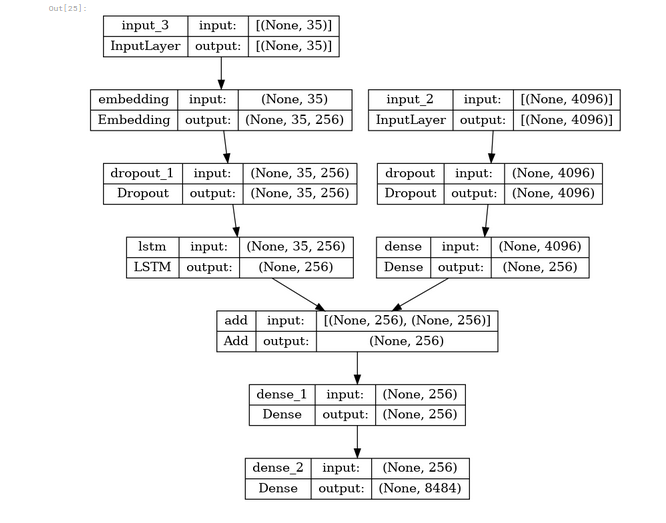 Out[25]:
input_3 input: [(None, 35)]
InputLayer output: [(None, 35)]
embedding input: (None, 35)
Embedding output: (None, 35, 256)
input_2 input: [(None, 4096)]
InputLayer output: [(None, 4096)]
dropout_1 input: (None, 35, 256)
Dropout output: (None, 35, 256)
dropout input: (None, 4096)
Dropout output: (None, 4096)
lstm input: (None, 35, 256)
LSTM output: (None, 256)
dense input: (None, 4096)
Dense output: (None, 256)
add input: [(None, 256), (None, 256)]
Add output: (None, 256)
dense_1 input: (None, 256)
Dense output: (None, 256)
dense_2 input: (None, 256)
Dense output: (None, 8484)